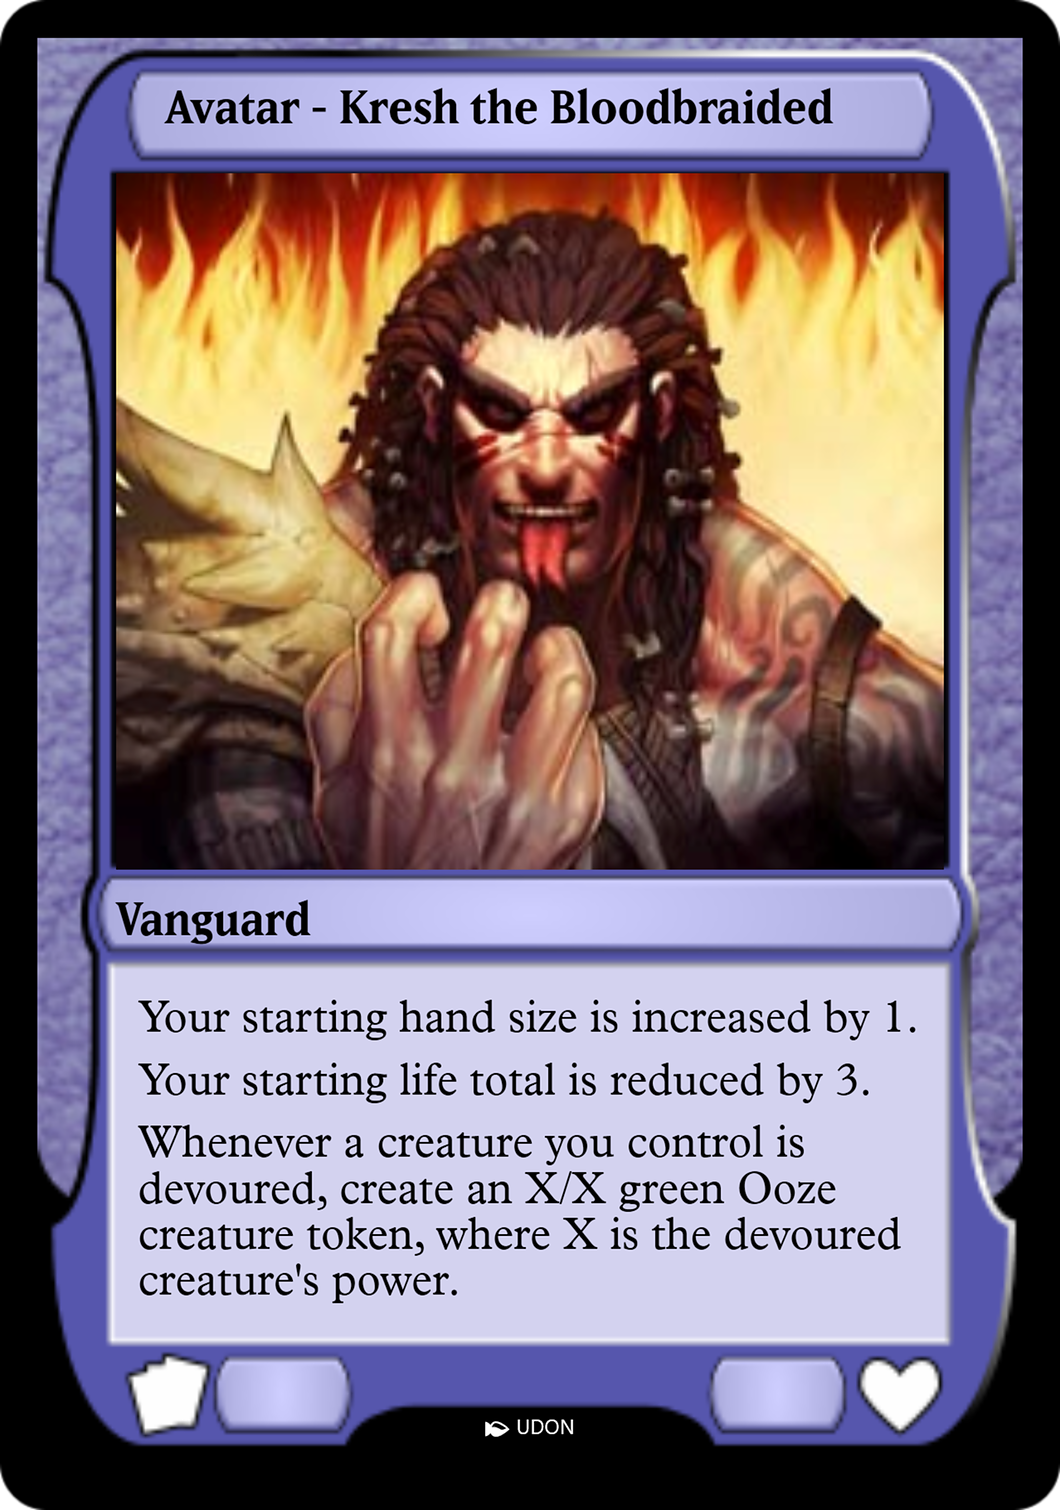 Avatar - Kresh the Bloodbraided
Vanguard
Your starting hand size is increased by 1.
Your starting life total is reduced by 3.
Whenever a creature you control is
devoured, create an X/X green Ooze
creature token, where X is the devoured
creature's power.
UDON